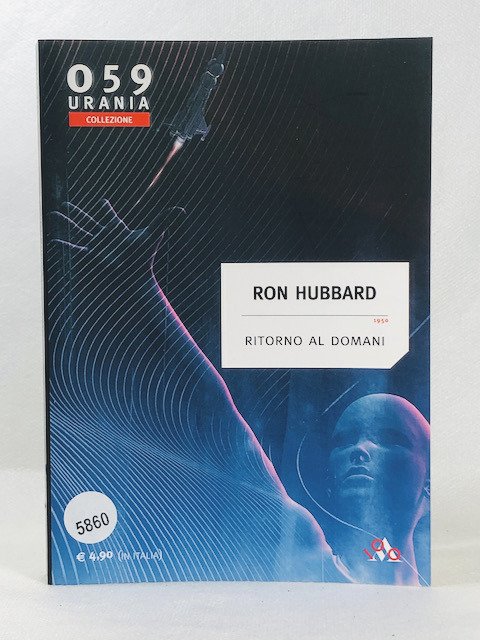 059
URANIA
COLLEZIONE
RON HUBBARD
1950
RITORNO AL DOMANI
5860
€ 4,90 (IN ITALIA)